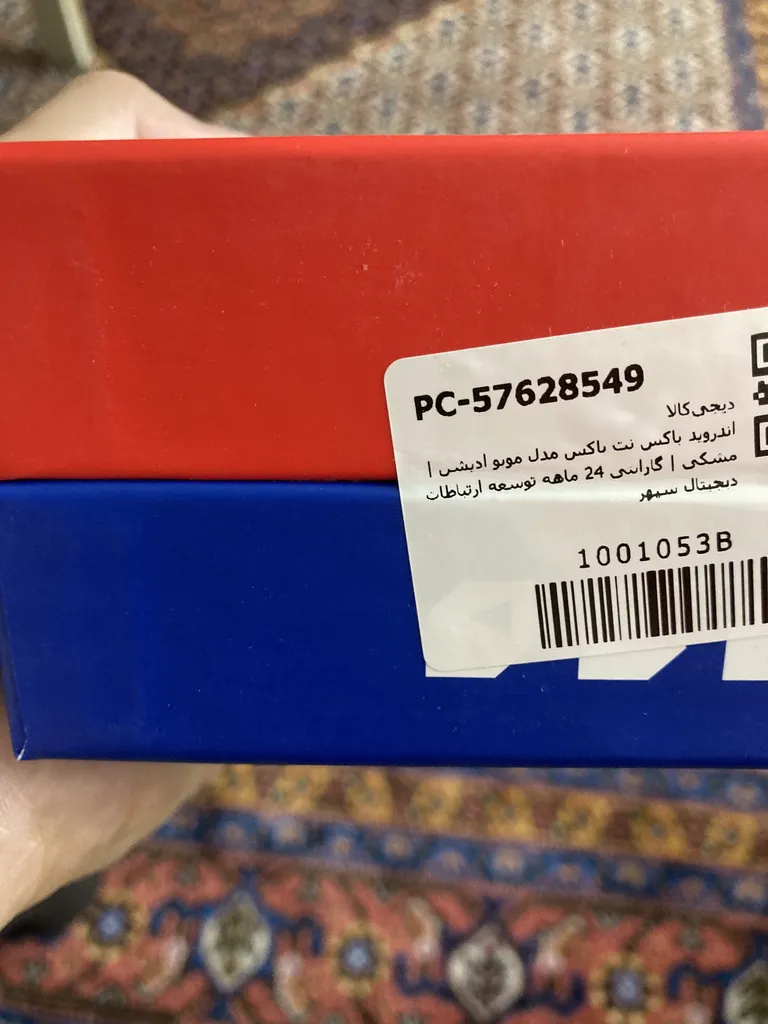 PC-57628549
دیجی‌کالا
اندروید باکس نت باکس مدل موبو ادیشن |
مشکی | گارانتی 24 ماهه توسعه ارتباطات
دیجیتال سپهر
1001053B